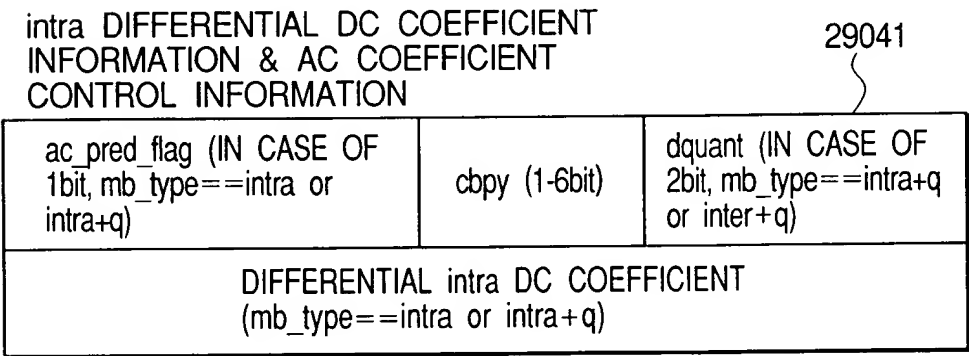 intra DIFFERENTIAL DC COEFFICIENT
INFORMATION & AC COEFFICIENT
CONTROL INFORMATION
29041
ac_pred_flag (IN CASE OF
1bit, mb_type==intra or
intra+q)
cbpy (1-6bit)
dquant (IN CASE OF
2bit, mb_type==intra+q
or inter+q)
DIFFERENTIAL intra DC COEFFICIENT
(mb_type==intra or intra+q)